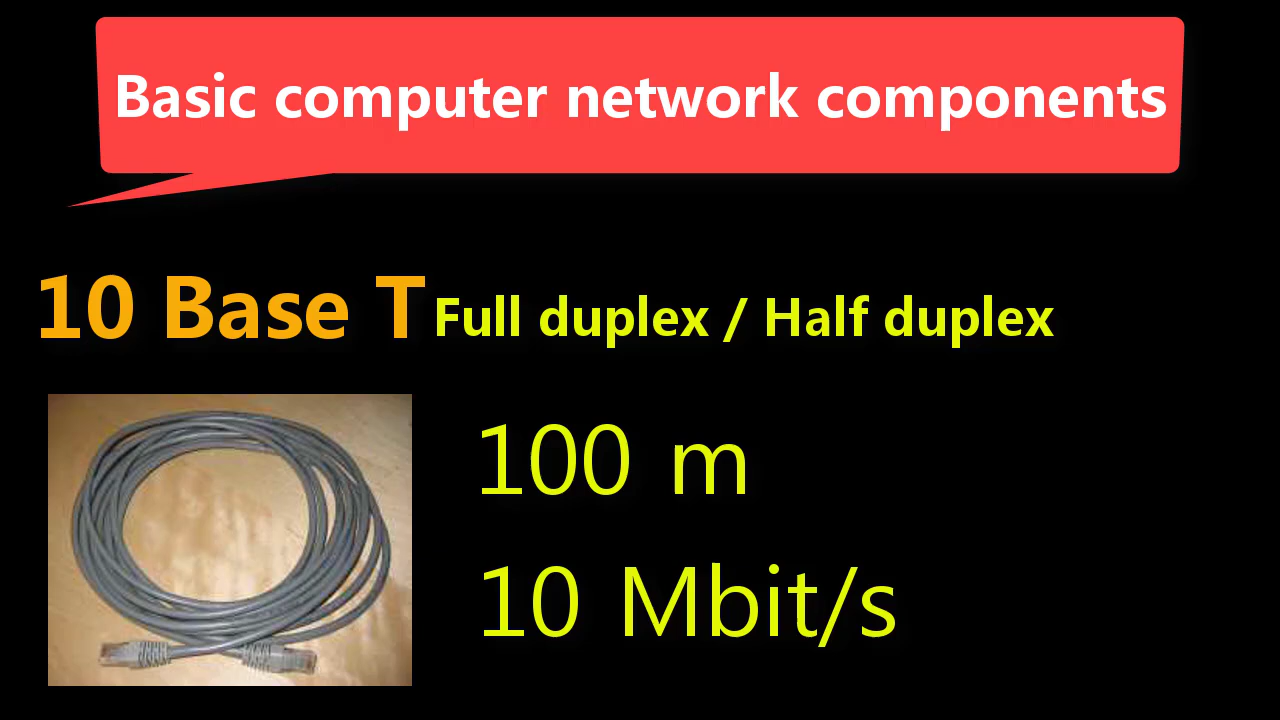 Basic computer network components
10 Base T Full duplex / Half duplex
100 m
10 Mbit/s